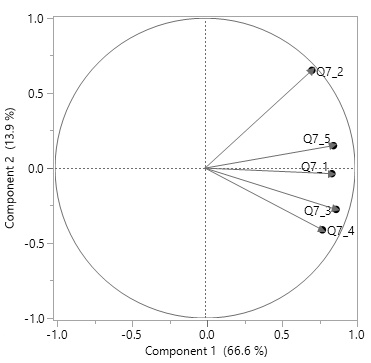 1.0
0.5
0.0
-0.5
-1.0
Component 2 (13.9 %)
Q7_2
Q7_5
Q7_1
Q7_3
Q7_4
-1.0 -0.5 0.0 0.5 1.0
Component 1 (66.6 %)